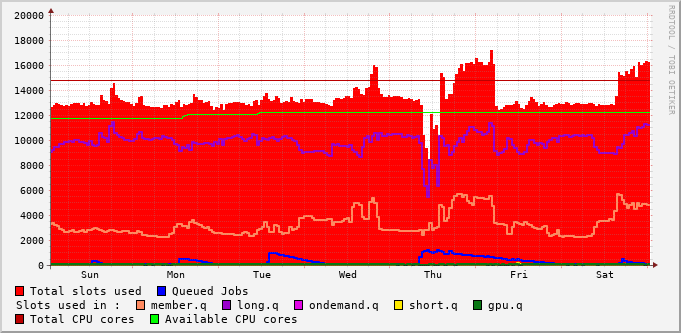 RRDTOOL / TOBI OETIKER
20000
18000
16000
14000
12000
10000
8000
6000
4000
2000
0
Sun Mon Tue Wed Thu Fri Sat
Total slots used Queued Jobs
Slots used in : member.q long.q ondemand.q short.q gpu.q
Total CPU cores Available CPU cores